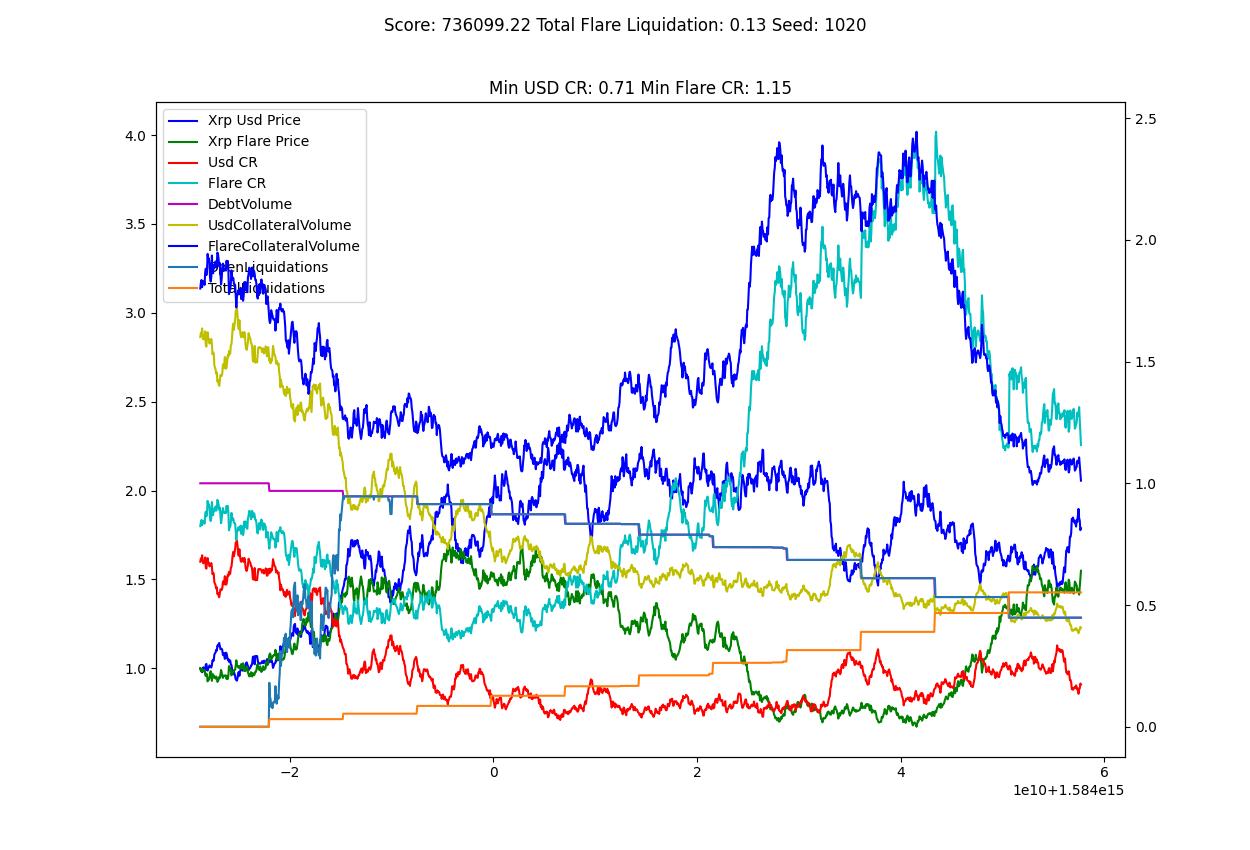 Score: 736099.22 Total Flare Liquidation: 0.13 Seed: 1020
Min USD CR: 0.71 Min Flare CR: 1.15
Xrp Usd Price
Xrp Flare Price
Usd CR
Flare CR
DebtVolume
UsdCollateralVolume
FlareCollateralVolume
OpenLiquidations
TotalLiquidations
4.0
3.5
3.0
2.5
2.0
1.5
1.0
2.5
2.0
1.5
1.0
0.5
0.0
−2 0 2 4 6
1e10+1.584e15